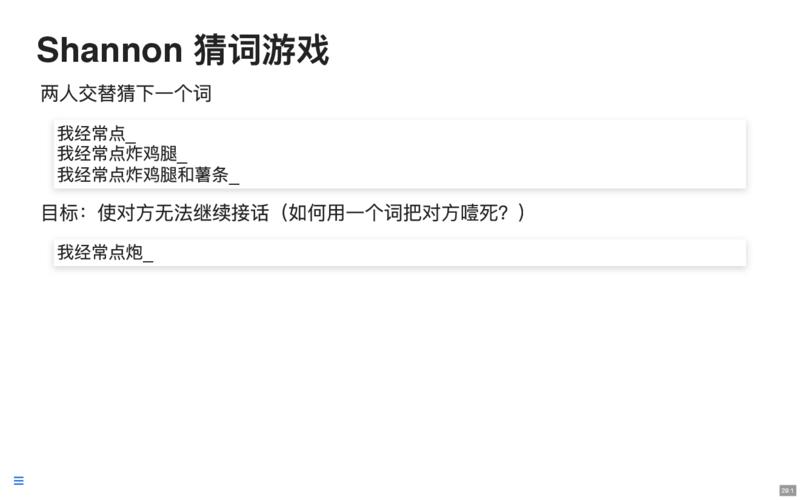 Shannon 猜词游戏
两人交替猜下一个词
我经常点_
我经常点炸鸡腿_
我经常点炸鸡腿和薯条_
目标：使对方无法继续接话（如何用一个词把对方噎死？）
我经常点炮_
29.1